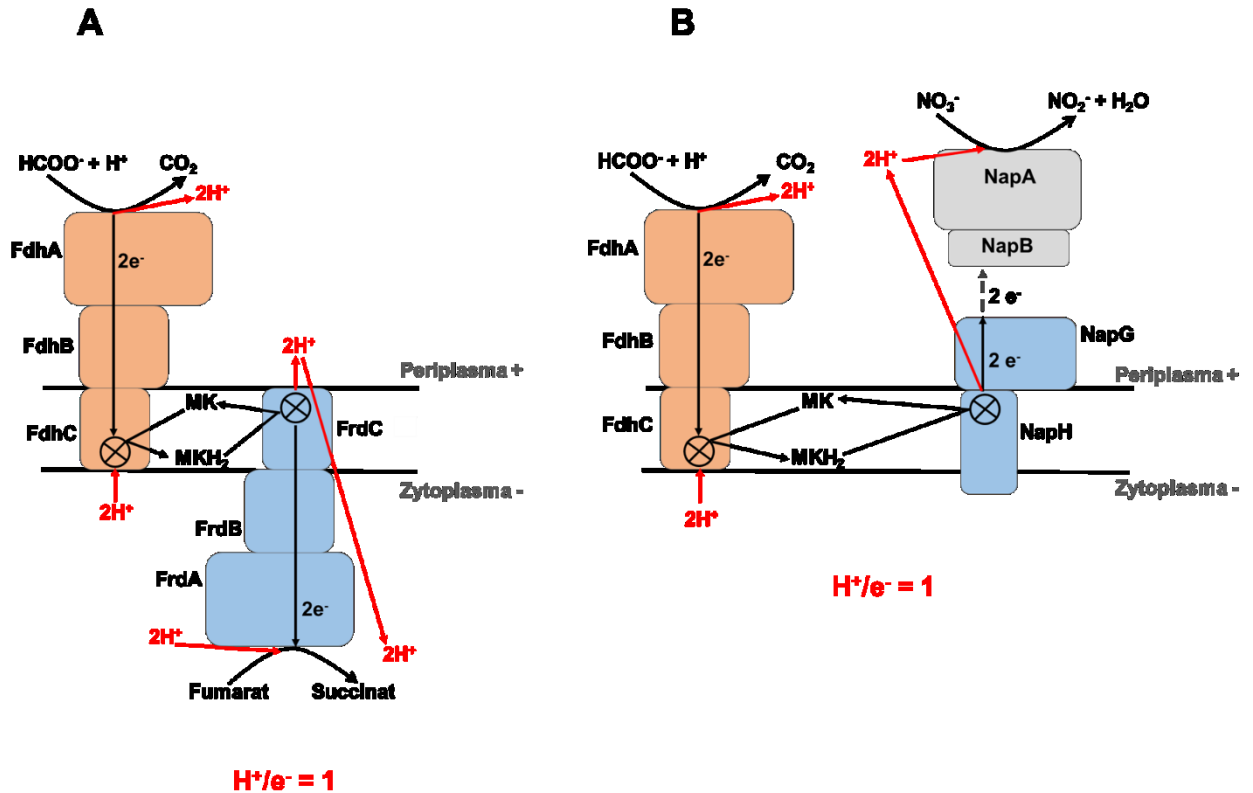 A
HCOO⁻ + H⁺
CO₂
2H⁺
FdhA
2e⁻
FdhB
2H⁺
Periplasma +
FdhC
MK
MKH₂
FrdC
Zytoplasma -
2H⁺
FrdB
FrdA
2e⁻
2H⁺
2H⁺
Fumarat
Succinat
H⁺/e⁻ = 1
B
NO₃⁻
NO₂⁻ + H₂O
HCOO⁻ + H⁺
CO₂
2H⁺
2H⁺
NapA
FdhA
2e⁻
NapB
2 e⁻
FdhB
NapG
2 e⁻
Periplasma +
FdhC
MK
MKH₂
NapH
Zytoplasma -
2H⁺
H⁺/e⁻ = 1